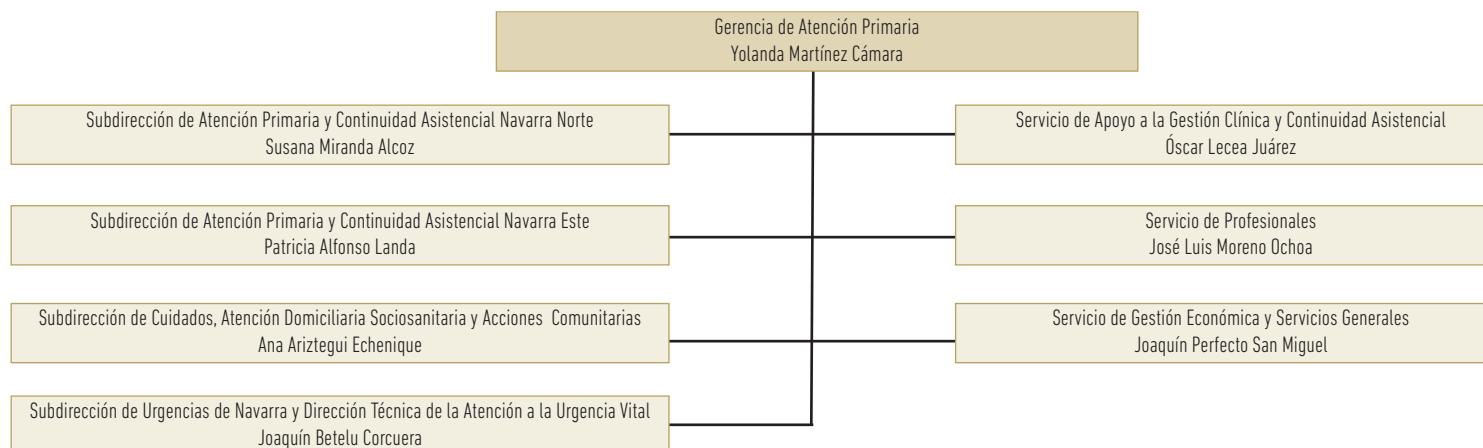 Gerencia de Atención Primaria
Yolanda Martínez Cámara
Subdirección de Atención Primaria y Continuidad Asistencial Navarra Norte
Susana Miranda Alcoz
Servicio de Apoyo a la Gestión Clínica y Continuidad Asistencial
Óscar Lecea Juárez
Subdirección de Atención Primaria y Continuidad Asistencial Navarra Este
Patricia Alfonso Landa
Servicio de Profesionales
José Luis Moreno Ochoa
Subdirección de Cuidados, Atención Domiciliaria Sociosanitaria y Acciones Comunitarias
Ana Ariztegui Echenique
Servicio de Gestión Económica y Servicios Generales
Joaquín Perfecto San Miguel
Subdirección de Urgencias de Navarra y Dirección Técnica de la Atención a la Urgencia Vital
Joaquín Betelu Corcuera